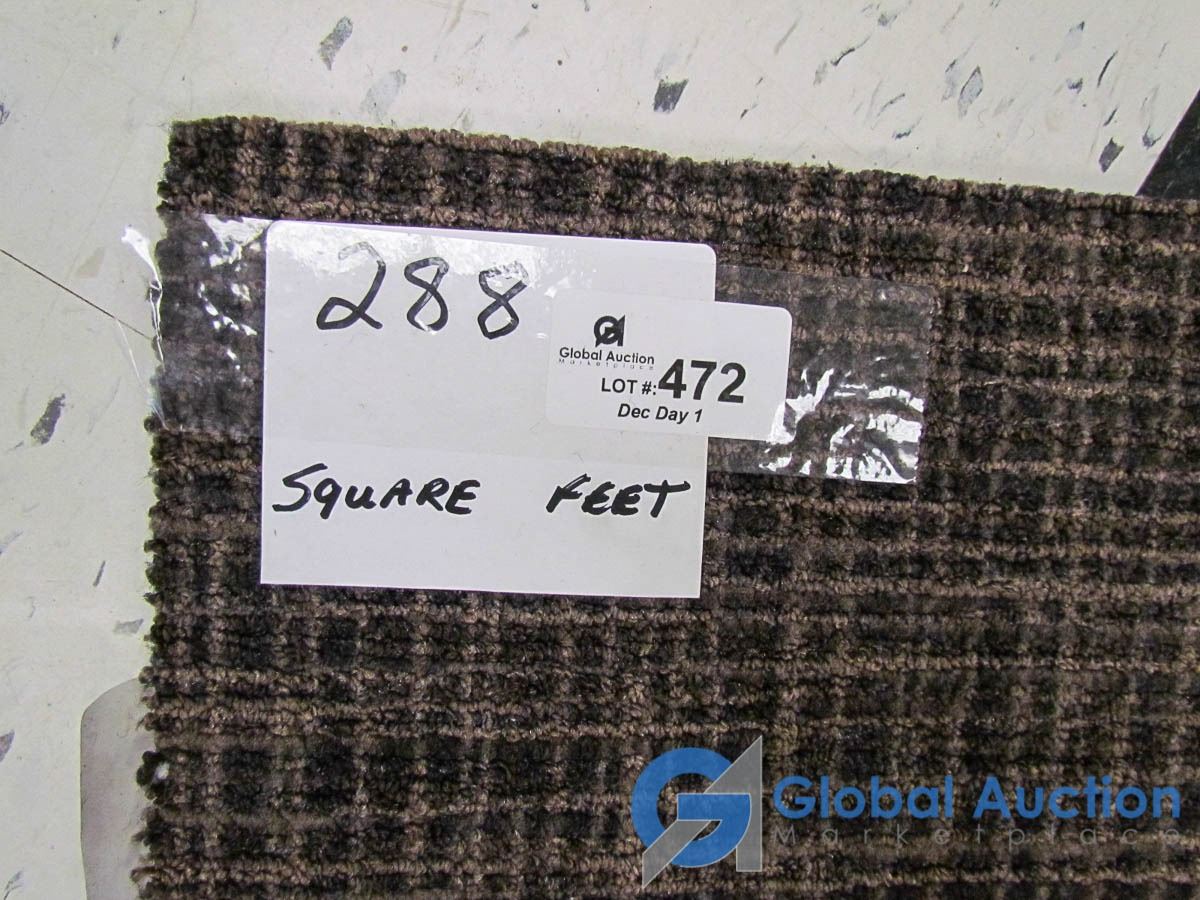 288
Global Auction
Marketplace
LOT #:472
Dec Day 1
SQUARE FEET
Global Auction
Marketplace